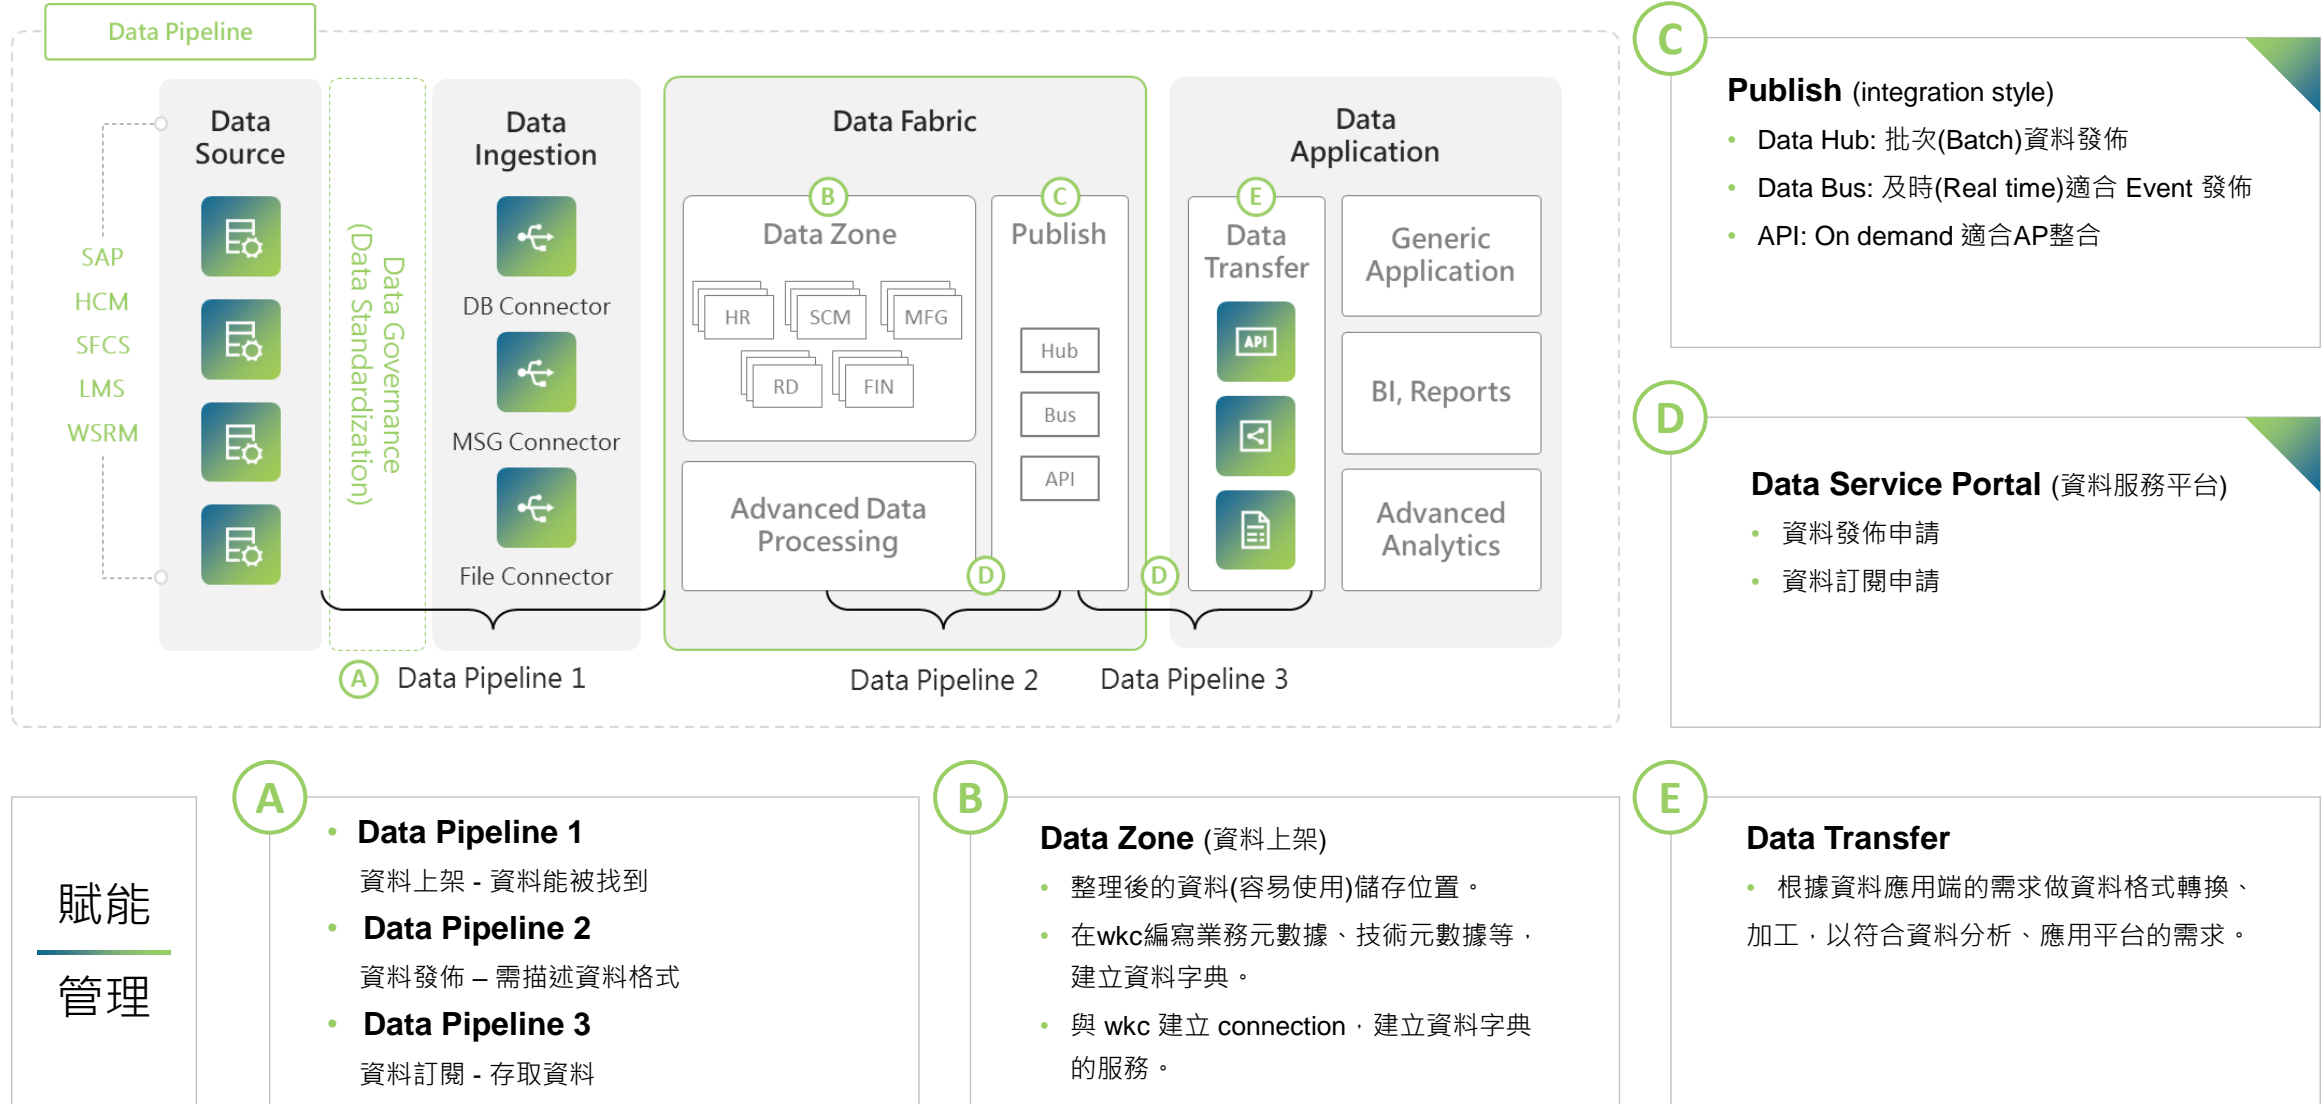 Data Pipeline
Data
Source
SAP
HCM
SFCS
LMS
WSRM
Data Governance
(Data Standardization)
Data
Ingestion
DB Connector
MSG Connector
File Connector
Data Fabric
B
Data Zone
HR
SCM
MFG
RD
FIN
Advanced Data
Processing
C
Publish
Hub
Bus
API
D
D
Data
Application
E
Data
Transfer
API
Generic
Application
BI, Reports
Advanced
Analytics
A
Data Pipeline 1
Data Pipeline 2
Data Pipeline 3
C
Publish (integration style)
• Data Hub: 批次(Batch)資料發佈
• Data Bus: 及時(Real time)適合 Event 發佈
• API: On demand 適合AP整合
D
Data Service Portal (資料服務平台)
• 資料發佈申請
• 資料訂閱申請
賦能
管理
A
• Data Pipeline 1
資料上架 - 資料能被找到
• Data Pipeline 2
資料發佈 – 需描述資料格式
• Data Pipeline 3
資料訂閱 - 存取資料
B
Data Zone (資料上架)
• 整理後的資料(容易使用)儲存位置。
• 在wkc編寫業務元數據、技術元數據等，
建立資料字典。
• 與 wkc 建立 connection，建立資料字典
的服務。
E
Data Transfer
• 根據資料應用端的需求做資料格式轉換、
加工，以符合資料分析、應用平台的需求。